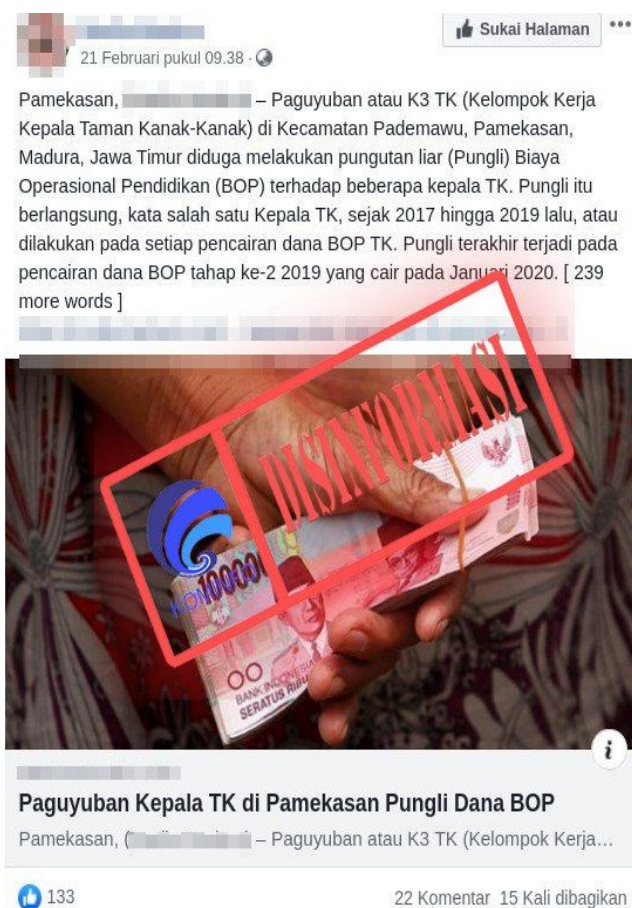 Sukai Halaman
21 Februari pukul 09.38 ·
Pamekasan, – Paguyuban atau K3 TK (Kelompok Kerja
Kepala Taman Kanak-Kanak) di Kecamatan Pademawu, Pamekasan,
Madura, Jawa Timur diduga melakukan pungutan liar (Pungli) Biaya
Operasional Pendidikan (BOP) terhadap beberapa kepala TK. Pungli itu
berlangsung, kata salah satu Kepala TK, sejak 2017 hingga 2019 lalu, atau
dilakukan pada setiap pencairan dana BOP TK. Pungli terakhir terjadi pada
pencairan dana BOP tahap ke-2 2019 yang cair pada Januari 2020. [ 239
more words ]
DISINFORMASI
100000
BANK INDONESIA
SERATUS RIBU
Paguyuban Kepala TK di Pamekasan Pungli Dana BOP
Pamekasan, ( – Paguyuban atau K3 TK (Kelompok Kerja...
133
22 Komentar 15 Kali dibagikan